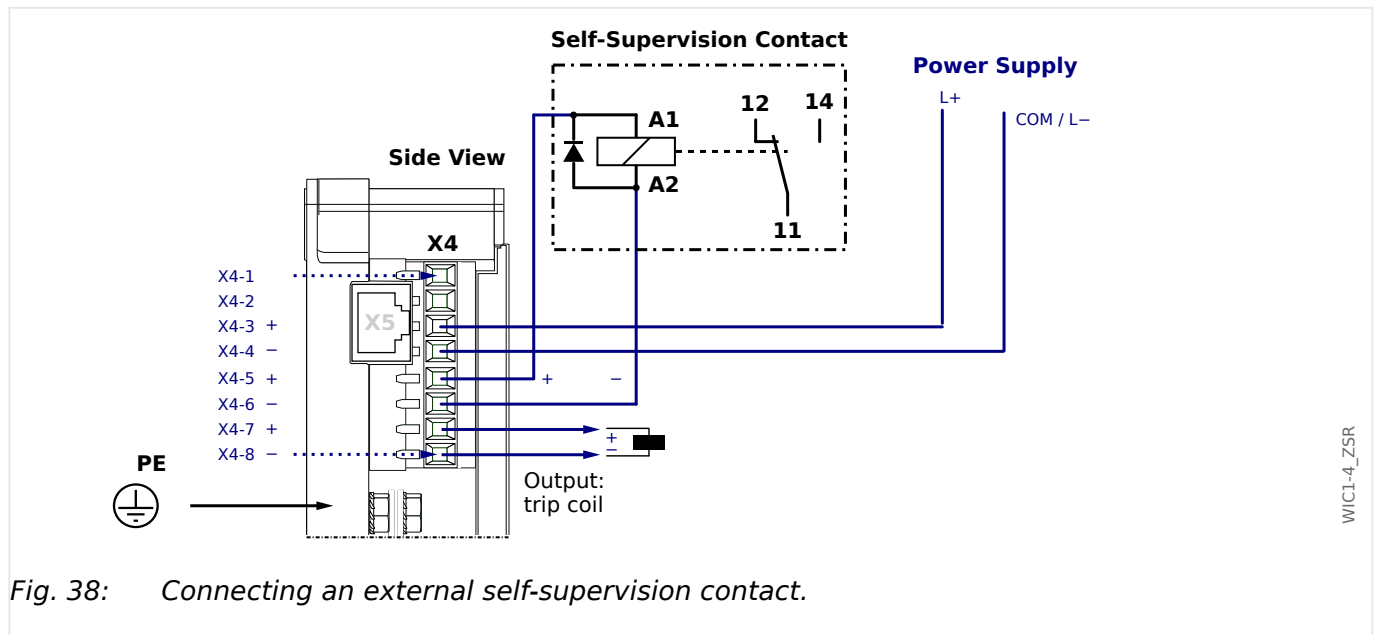 Self-Supervision Contact
Power Supply
L+
COM / L−
12 14
A1
A2
11
Side View
X4
X5
X4-1
X4-2
X4-3 +
X4-4 −
X4-5 + + −
X4-6 −
X4-7 + +
X4-8 − −
Output:
trip coil
PE
WIC1-4_ZSR
Fig. 38: Connecting an external self-supervision contact.